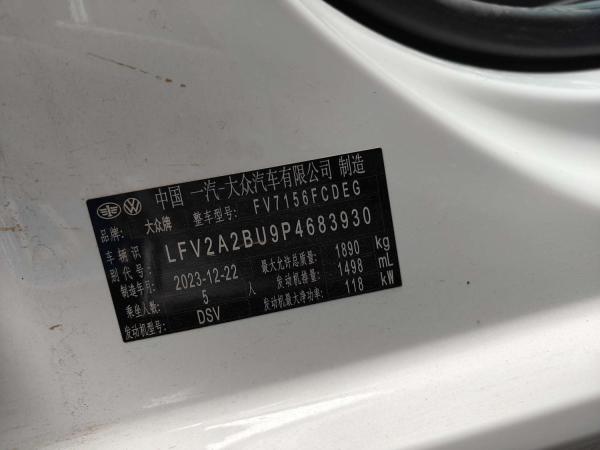 中国 一汽-大众汽车有限公司 制造
品牌: 大众牌 整车型号: FV7156FCDEG
车辆识别代号: LFV2A2BU9P4683930
制造年月: 2023-12-22 最大允许总质量: 1890 kg
乘坐人数: 5 人 发动机排量: 1498 mL
发动机型号: DSV 发动机最大净功率: 118 kW